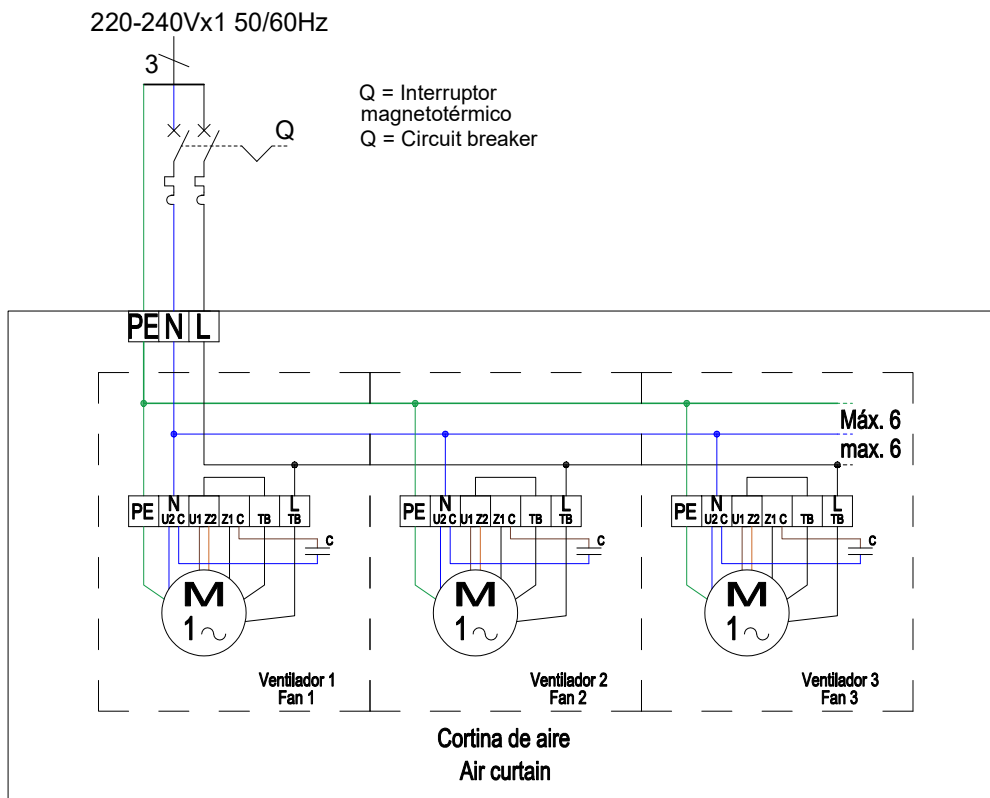 220-240Vx1 50/60Hz
3
Q = Interruptor
magnetotérmico
Q = Circuit breaker
Q
PE N L
Máx. 6
max. 6
PE N L
U2 C U1 Z2 Z1 C TB TB
C
M
1
Ventilador 1
Fan 1
PE N L
U2 C U1 Z2 Z1 C TB TB
C
M
1
Ventilador 2
Fan 2
PE N L
U2 C U1 Z2 Z1 C TB TB
C
M
1
Ventilador 3
Fan 3
Cortina de aire
Air curtain